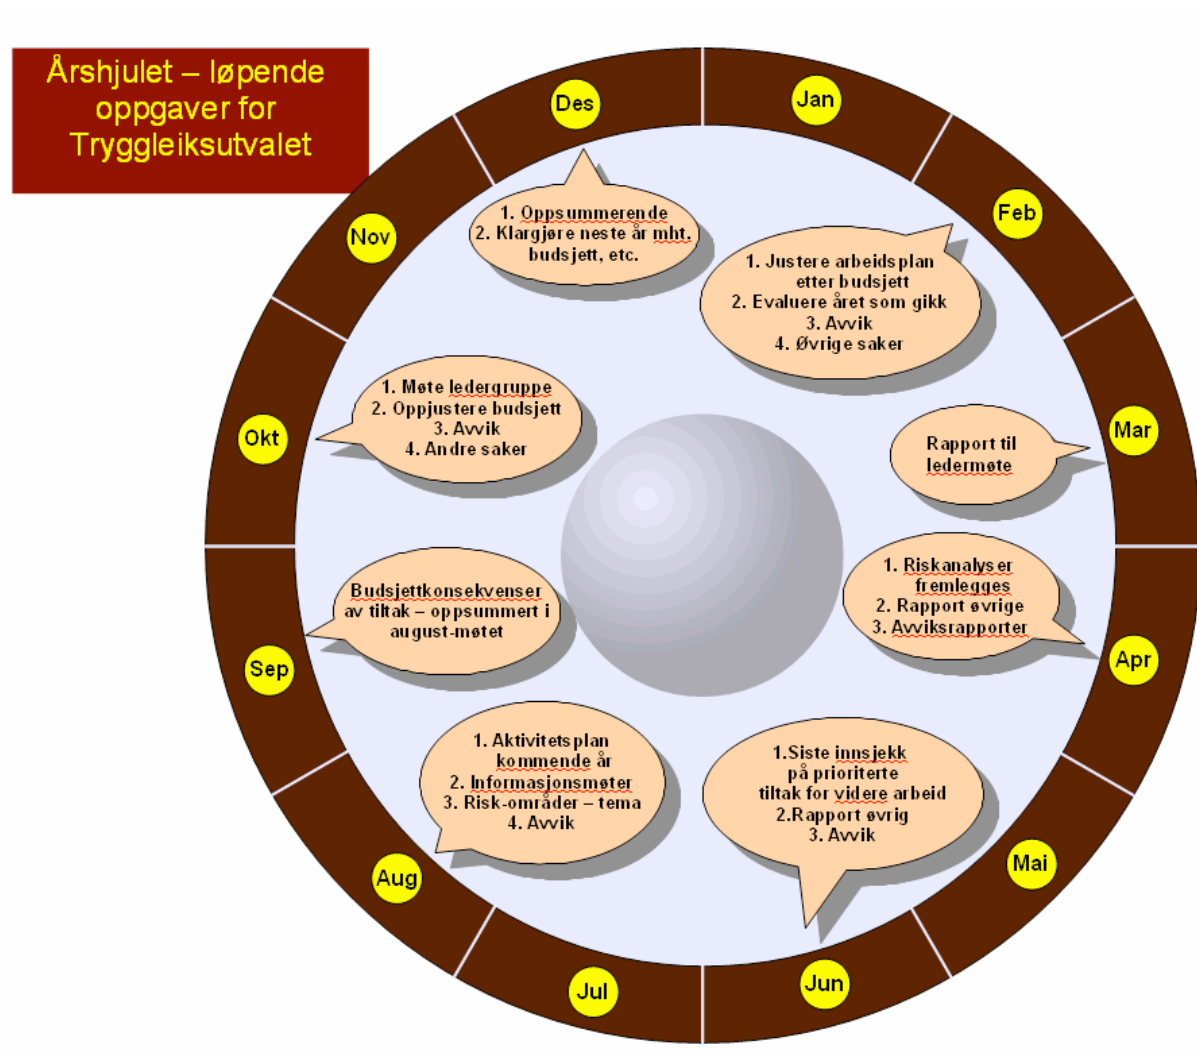 Årshjulet – løpende
oppgaver for
Tryggleiksutvalet
Des
Jan
Feb
Nov
1. Oppsummerende
2. Klargjøre neste år mht.
budsjett, etc.
1. Justere arbeidsplan
etter budsjett
2. Evaluere året som gikk
3. Avvik
4. Øvrige saker
1. Møte ledergruppe
2. Oppjustere budsjett
3. Avvik
4. Andre saker
Okt
Mar
Rapport til
ledermøte
1. Riskanalyser
fremlegges
2. Rapport øvrige
3. Avviksrapporter
Budsjettkonsekvenser
av tiltak – oppsummert i
august-møtet
Sep
Apr
1. Aktivitetsplan
kommende år
2. Informasjonsmøter
3. Risk-områder – tema
4. Avvik
1.Siste innsjekk
på prioriterte
tiltak for videre arbeid
2.Rapport øvrig
3. Avvik
Aug
Mai
Jul
Jun